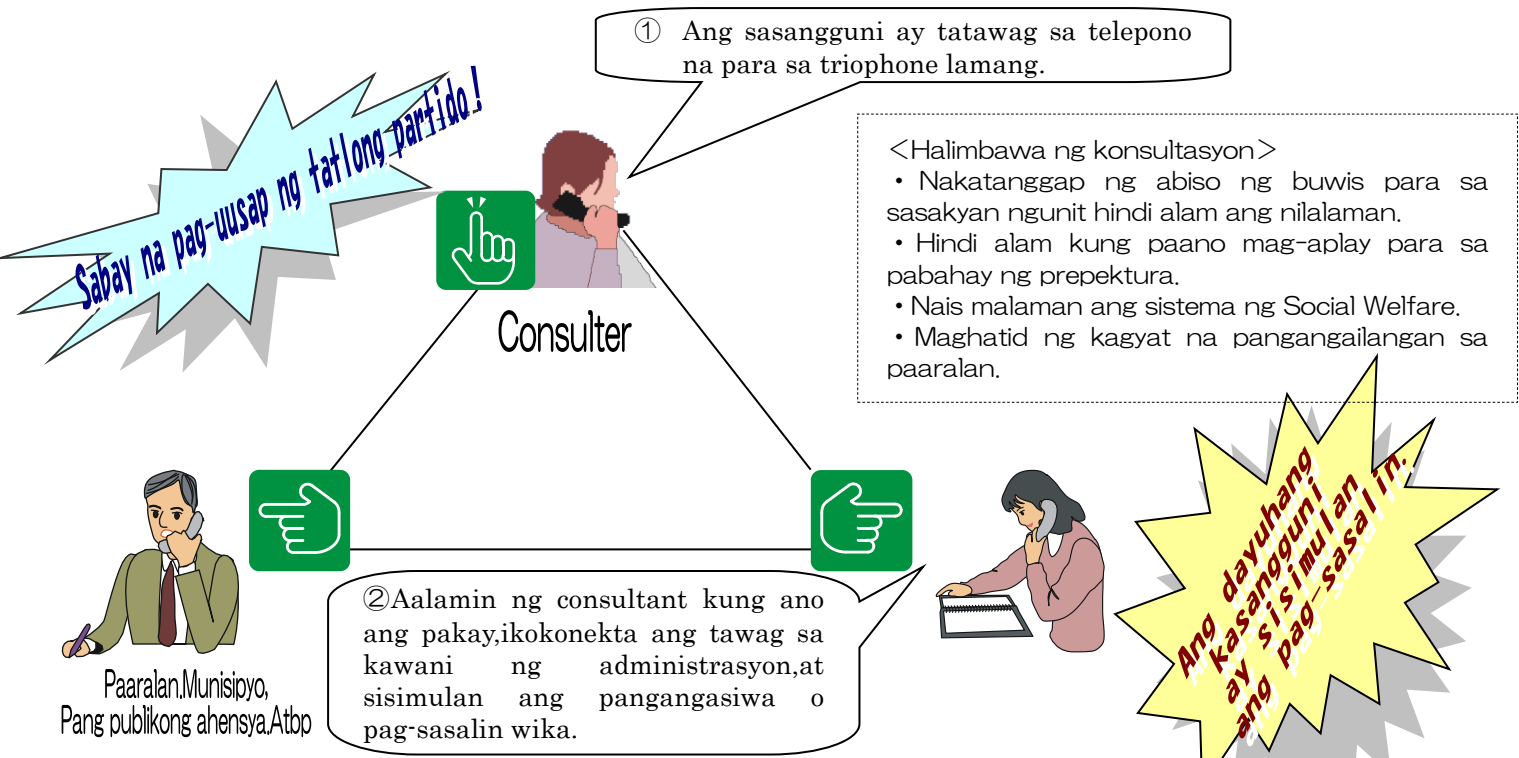 ① Ang sasangguni ay tatawag sa telepono
na para sa triophone lamang.
Sabay na pag-uusap ng tatlong partido!
<Halimbawa ng konsultasyon>
・Nakatanggap ng abiso ng buwis para sa
sasakyan ngunit hindi alam ang nilalaman.
・Hindi alam kung paano mag-aplay para sa
pabahay ng prepektura.
・Nais malaman ang sistema ng Social Welfare.
・Maghatid ng kagyat na pangangailangan sa
paaralan.
Consulter
Ang dayuhang
kasangguni
ay sisimulan
ang pag-sasalin.
②Aalamin ng consultant kung ano
ang pakay,ikokonekta ang tawag sa
kawani ng administrasyon,at
sisimulan ang pangangasiwa o
pag-sasalin wika.
Paaralan,Munisipyo,
Pang publikong ahensya,Atbp